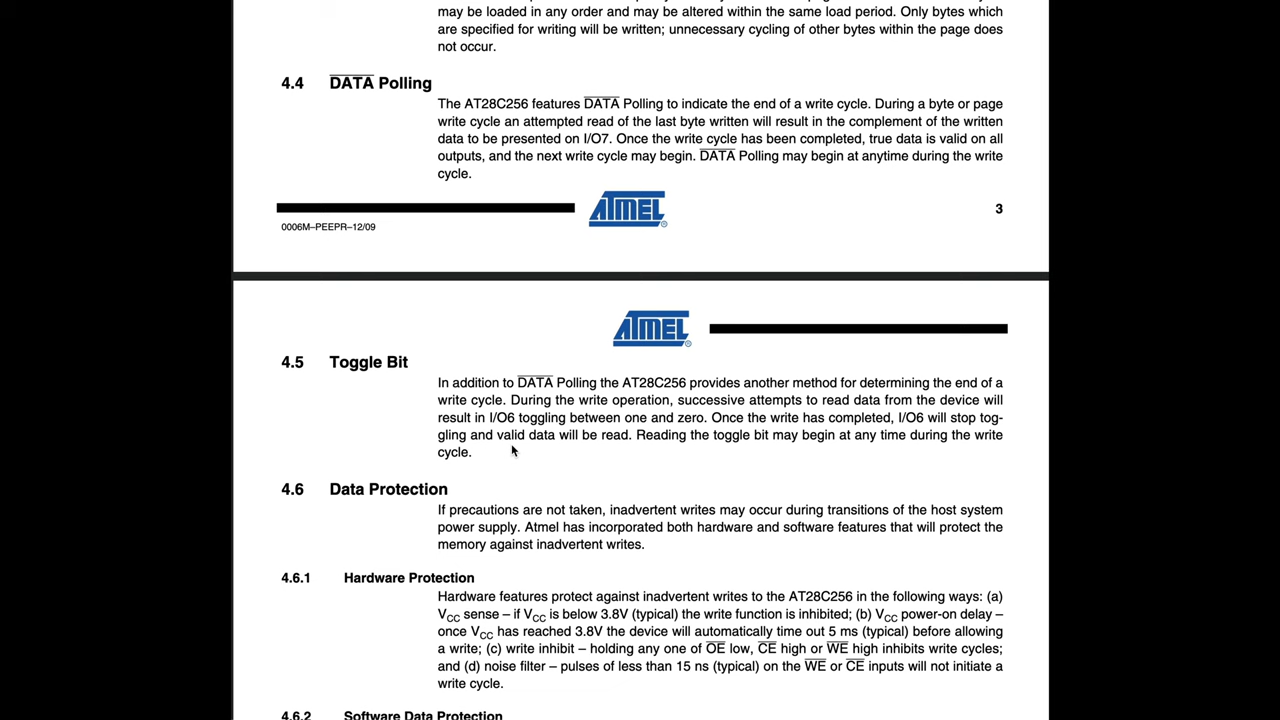 may be loaded in any order and may be altered within the same load period. Only bytes which
are specified for writing will be written; unnecessary cycling of other bytes within the page does
not occur.
4.4 DATA Polling
The AT28C256 features DATA Polling to indicate the end of a write cycle. During a byte or page
write cycle an attempted read of the last byte written will result in the complement of the written
data to be presented on I/O7. Once the write cycle has been completed, true data is valid on all
outputs, and the next write cycle may begin. DATA Polling may begin at anytime during the write
cycle.
ATMEL®
3
0006M–PEEPR–12/09
ATMEL®
4.5 Toggle Bit
In addition to DATA Polling the AT28C256 provides another method for determining the end of a
write cycle. During the write operation, successive attempts to read data from the device will
result in I/O6 toggling between one and zero. Once the write has completed, I/O6 will stop tog-
gling and valid data will be read. Reading the toggle bit may begin at any time during the write
cycle.
4.6 Data Protection
If precautions are not taken, inadvertent writes may occur during transitions of the host system
power supply. Atmel has incorporated both hardware and software features that will protect the
memory against inadvertent writes.
4.6.1 Hardware Protection
Hardware features protect against inadvertent writes to the AT28C256 in the following ways: (a)
VCC sense – if VCC is below 3.8V (typical) the write function is inhibited; (b) VCC power-on delay –
once VCC has reached 3.8V the device will automatically time out 5 ms (typical) before allowing
a write; (c) write inhibit – holding any one of OE low, CE high or WE high inhibits write cycles;
and (d) noise filter – pulses of less than 15 ns (typical) on the WE or CE inputs will not initiate a
write cycle.
4.6.2 Software Data Protection